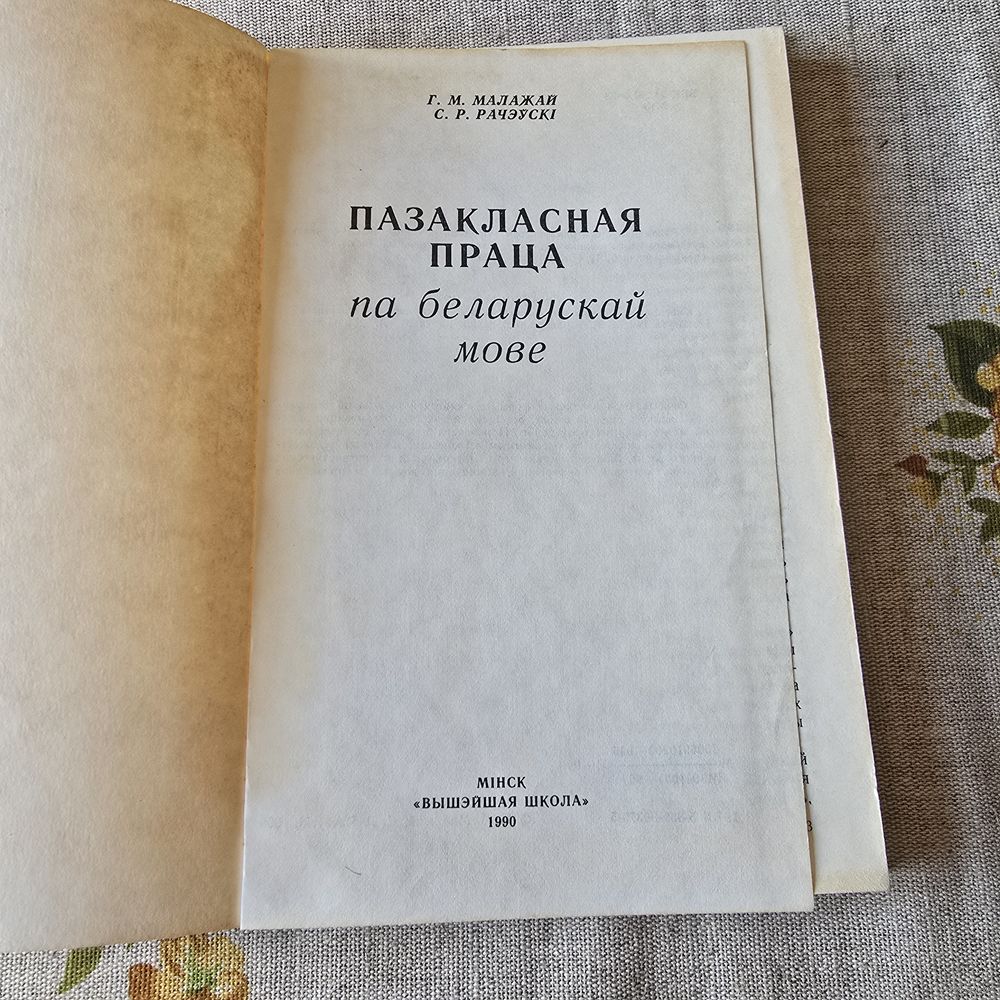 Г. М. МАЛАЖАЙ
С. Р. РАЧЭЎСКІ
ПАЗАКЛАСНАЯ
ПРАЦА
па беларускай
мове
МІНСК
«ВЫШЭЙШАЯ ШКОЛА»
1990